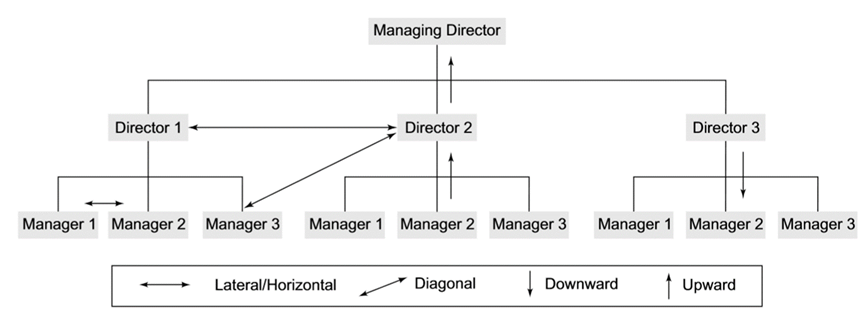 Managing Director
Director 1 Director 2 Director 3
Manager 1 Manager 2 Manager 3 Manager 1 Manager 2 Manager 3 Manager 1 Manager 2 Manager 3
Lateral/Horizontal Diagonal Downward Upward